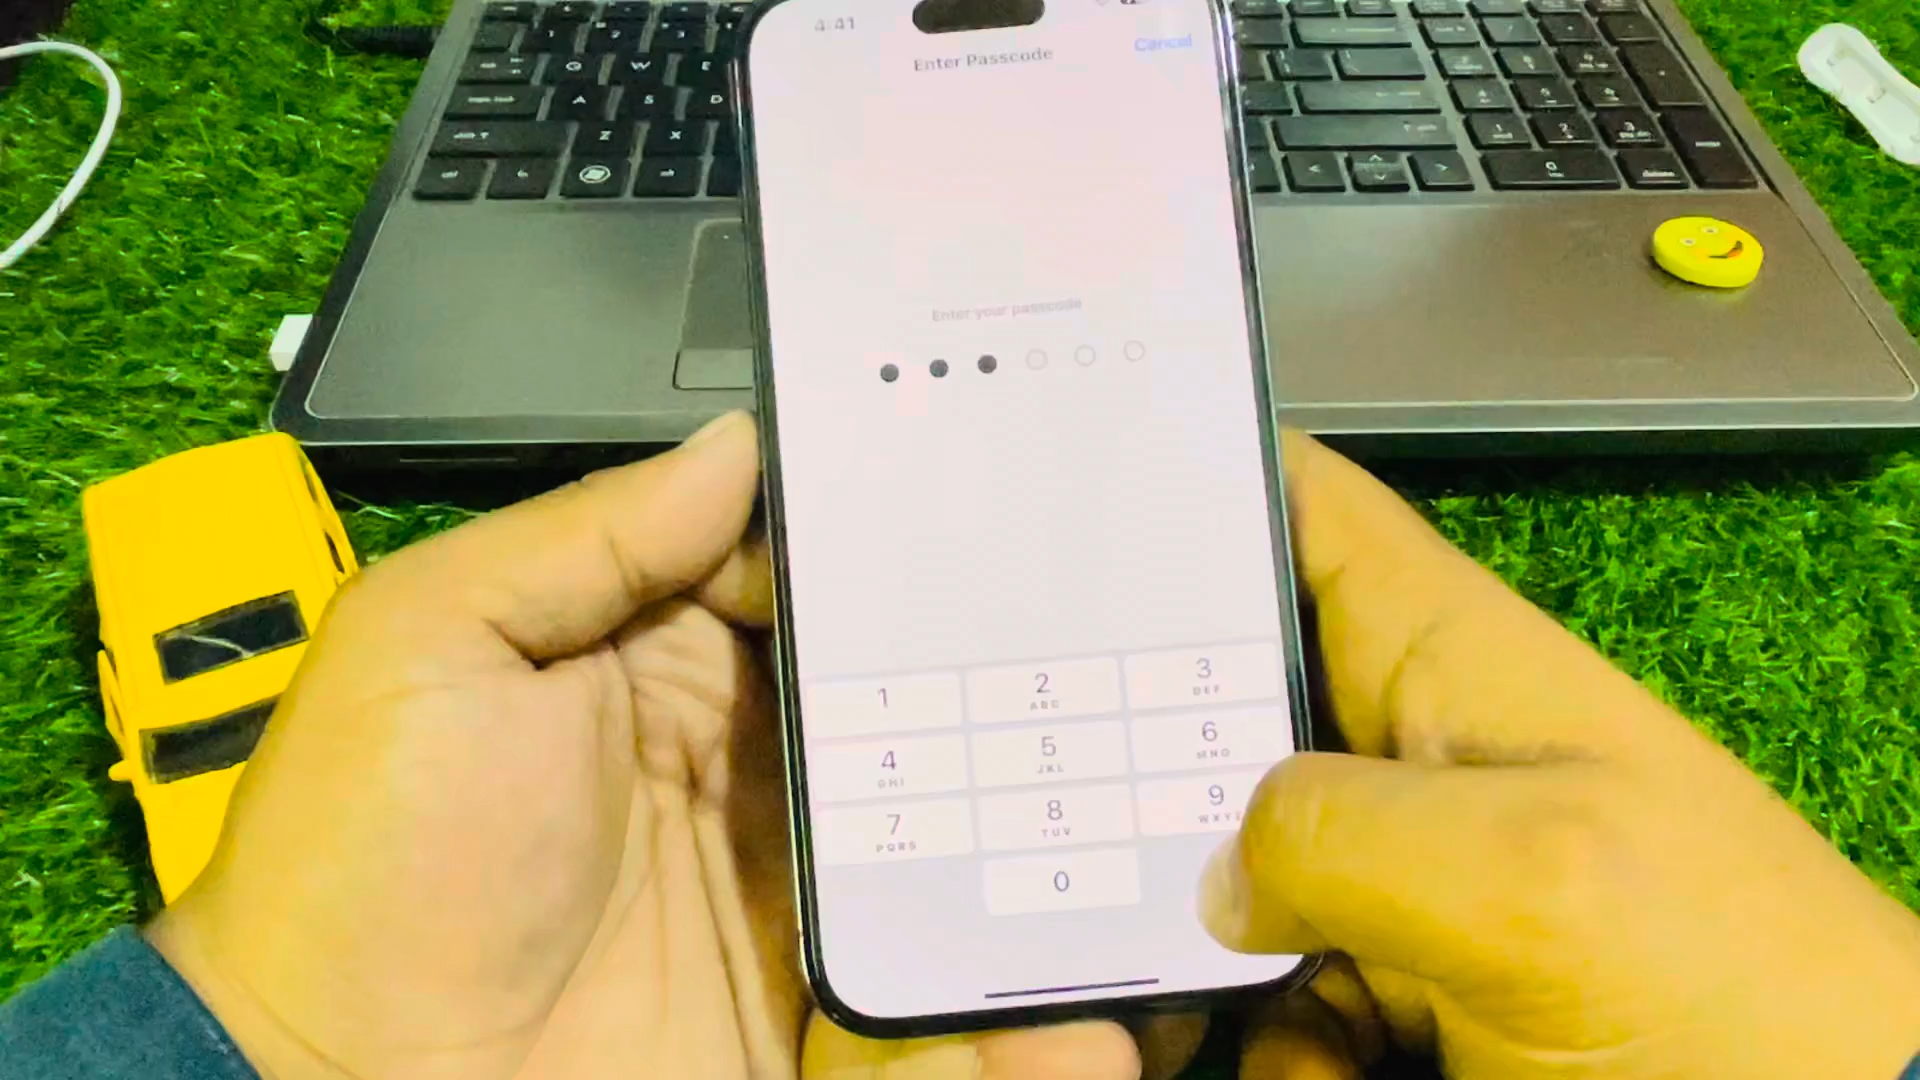 4:41
Enter Passcode
Cancel
Enter your passcode
1
2
ABC
3
DEF
4
GHI
5
JKL
6
MNO
7
PQRS
8
TUV
9
WXYZ
0
Q
W
E
A
S
D
Z
X